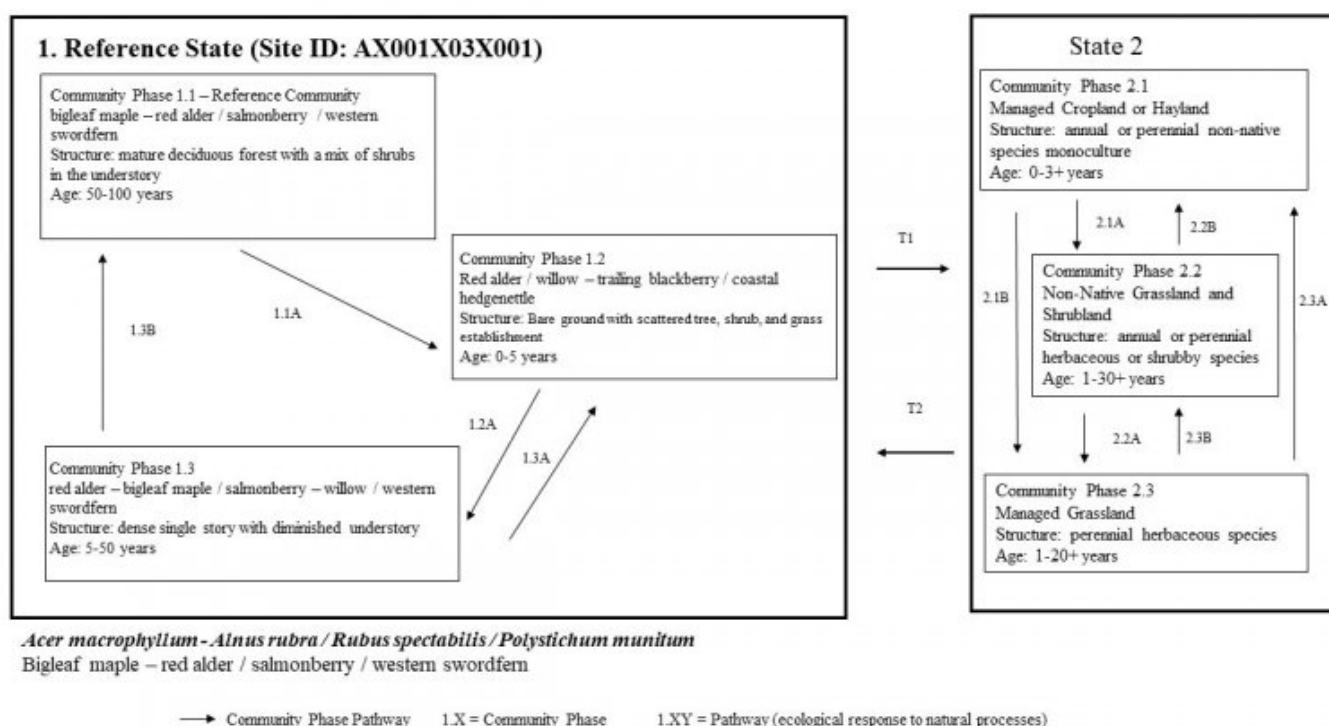 1. Reference State (Site ID: AX001X03X001)
Community Phase 1.1 – Reference Community
bigleaf maple – red alder / salmonberry / western
swordfern
Structure: mature deciduous forest with a mix of shrubs
in the understory
Age: 50-100 years
1.3B
1.1A
Community Phase 1.2
Red alder / willow – trailing blackberry / coastal
hedgenettle
Structure: Bare ground with scattered tree, shrub, and grass
establishment
Age: 0-5 years
1.2A
1.3A
Community Phase 1.3
red alder – bigleaf maple / salmonberry – willow / western
swordfern
Structure: dense single story with diminished understory
Age: 5-50 years
T1
T2
State 2
Community Phase 2.1
Managed Cropland or Hayland
Structure: annual or perennial non-native
species monoculture
Age: 0-3+ years
2.1A
2.2B
2.1B
2.3A
Community Phase 2.2
Non-Native Grassland and
Shrubland
Structure: annual or perennial
herbaceous or shrubby species
Age: 1-30+ years
2.2A
2.3B
Community Phase 2.3
Managed Grassland
Structure: perennial herbaceous species
Age: 1-20+ years
Acer macrophyllum - Alnus rubra / Rubus spectabilis / Polystichum munitum
Bigleaf maple – red alder / salmonberry / western swordfern
Community Phase Pathway 1.X = Community Phase 1.XY = Pathway (ecological response to natural processes)